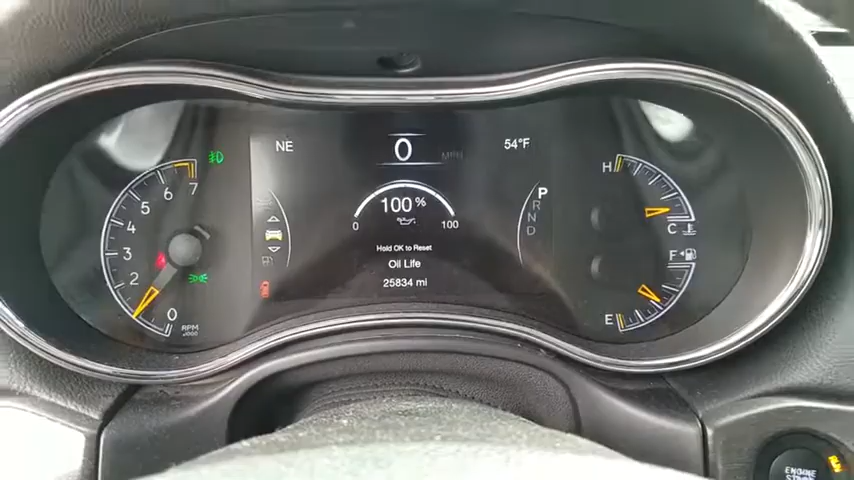 NE
0
MPH
54°F
100%
0
100
Hold OK to Reset
Oil Life
25834 mi
7
6
5
4
3
2
1
0
RPM
x1000
P
R
N
D
H
C
F
E
ENGINE
START
RUN